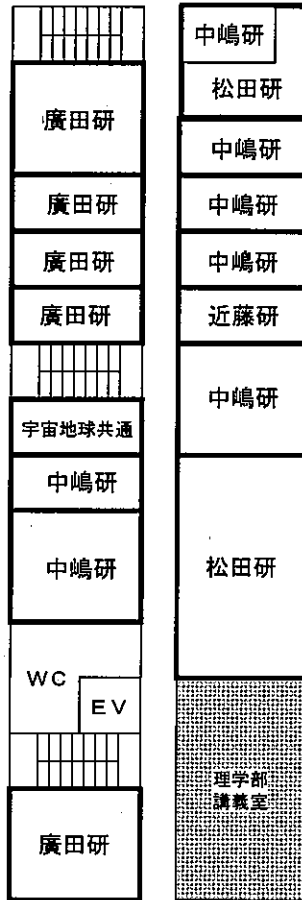 廣田研
廣田研
廣田研
廣田研
宇宙地球共通
中嶋研
中嶋研
WC
EV
廣田研
中嶋研
松田研
中嶋研
中嶋研
中嶋研
近藤研
中嶋研
松田研
理学部
講義室